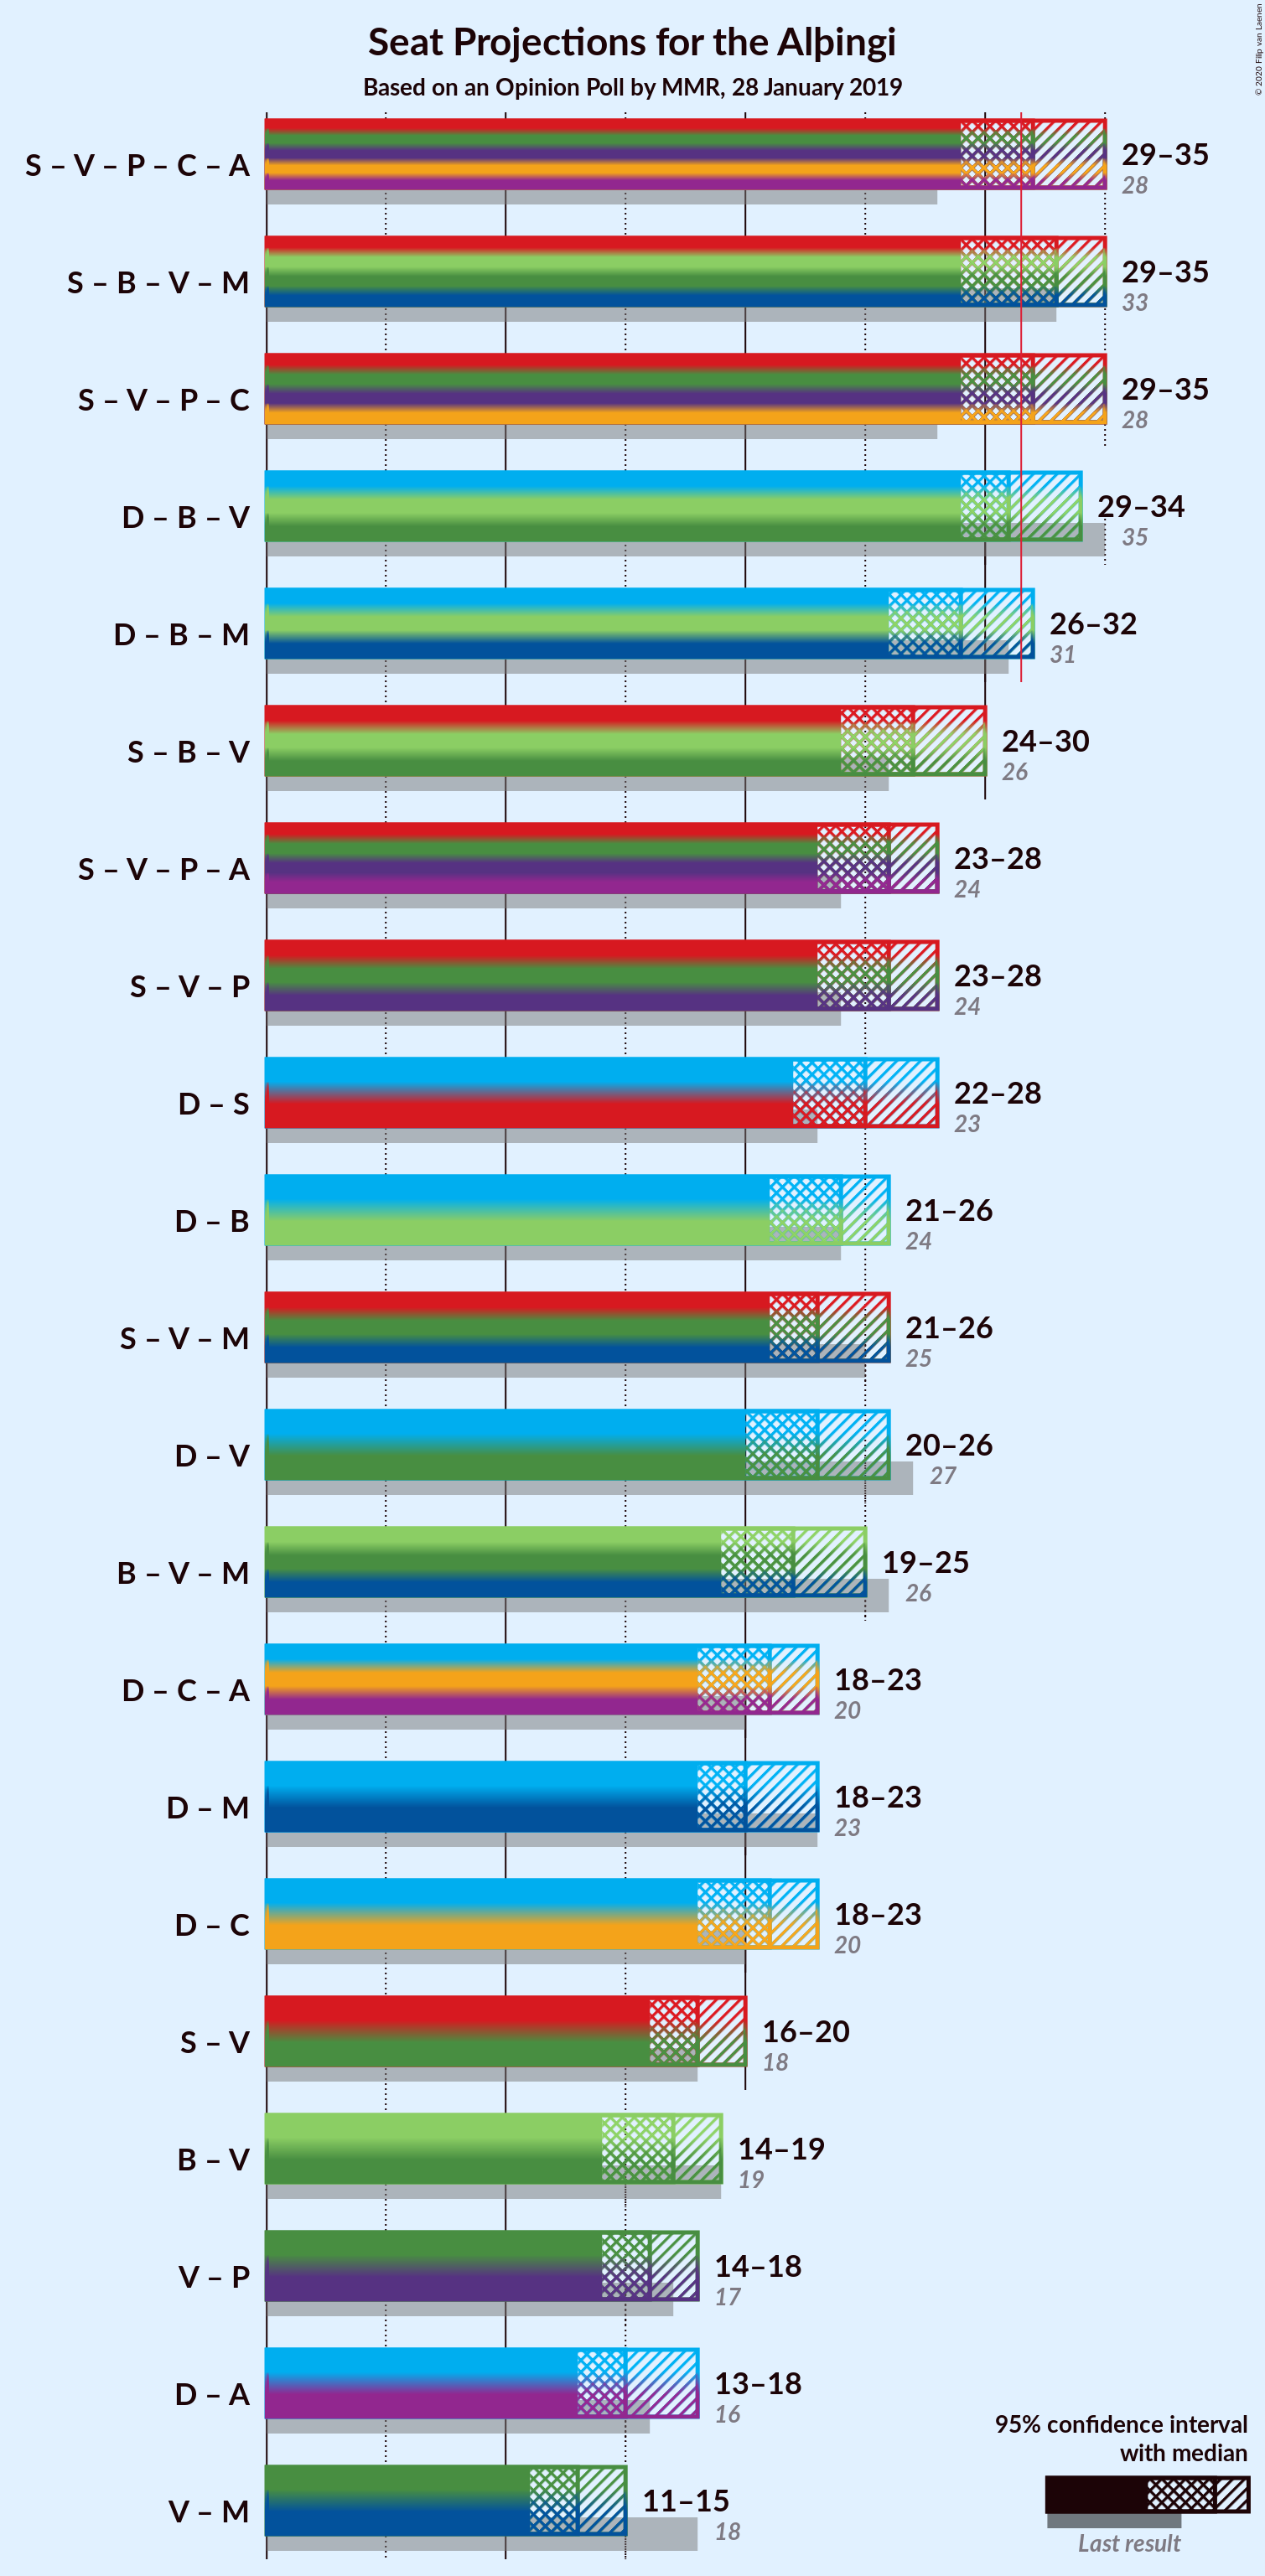 Seat Projections for the Alþingi
Based on an Opinion Poll by MMR, 28 January 2019
© 2020 Filip van Laenen
S – V – P – C – A
29–35
28
S – B – V – M
29–35
33
S – V – P – C
29–35
28
D – B – V
29–34
35
D – B – M
26–32
31
S – B – V
24–30
26
S – V – P – A
23–28
24
S – V – P
23–28
24
D – S
22–28
23
D – B
21–26
24
S – V – M
21–26
25
D – V
20–26
27
B – V – M
19–25
26
D – C – A
18–23
20
D – M
18–23
23
D – C
18–23
20
S – V
16–20
18
B – V
14–19
19
V – P
14–18
17
D – A
13–18
16
V – M
11–15
18
95% confidence interval
with median
Last result